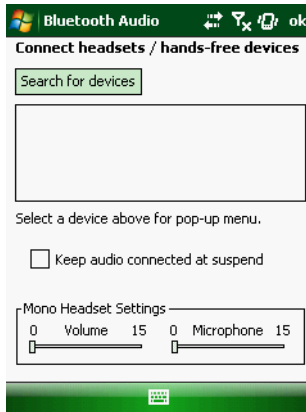 Bluetooth Audio ok
Connect headsets / hands-free devices
Search for devices
Select a device above for pop-up menu.
Keep audio connected at suspend
Mono Headset Settings
0 Volume 15 0 Microphone 15